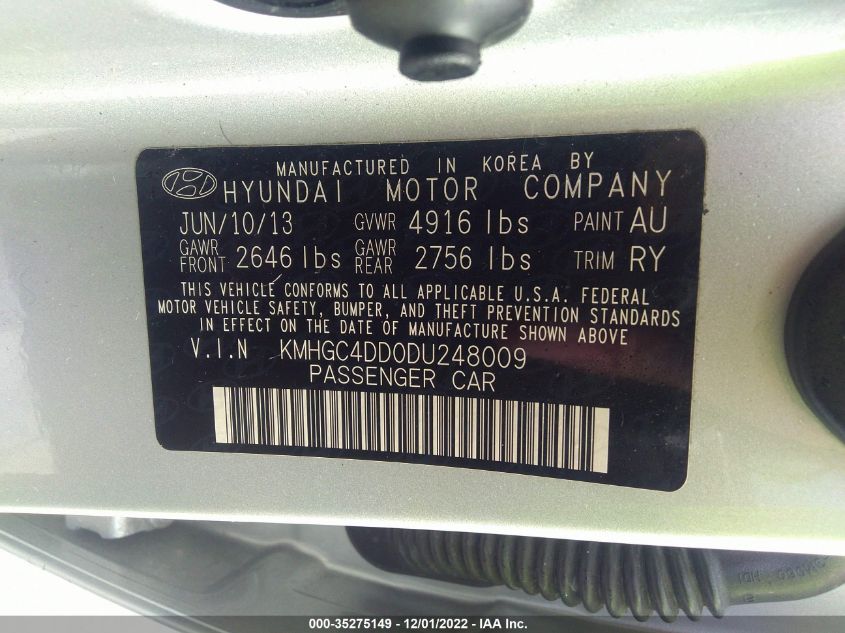 MANUFACTURED IN KOREA BY
HYUNDAI MOTOR COMPANY
JUN/10/13 GVWR 4916 lbs PAINT AU
GAWR FRONT 2646 lbs GAWR REAR 2756 lbs TRIM RY
THIS VEHICLE CONFORMS TO ALL APPLICABLE U.S.A. FEDERAL
MOTOR VEHICLE SAFETY, BUMPER, AND THEFT PREVENTION STANDARDS
IN EFFECT ON THE DATE OF MANUFACTURE SHOWN ABOVE
V.I.N KMHGC4DD0DU248009
PASSENGER CAR
000-35275149 - 12/01/2022 - IAA Inc.